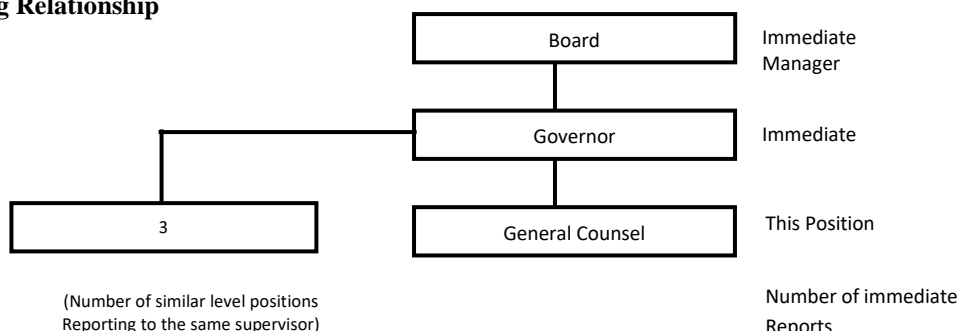 g Relationship
Board
Immediate
Manager
Governor
Immediate
3
General Counsel
This Position
(Number of similar level positions
Reporting to the same supervisor)
Number of immediate
Reports